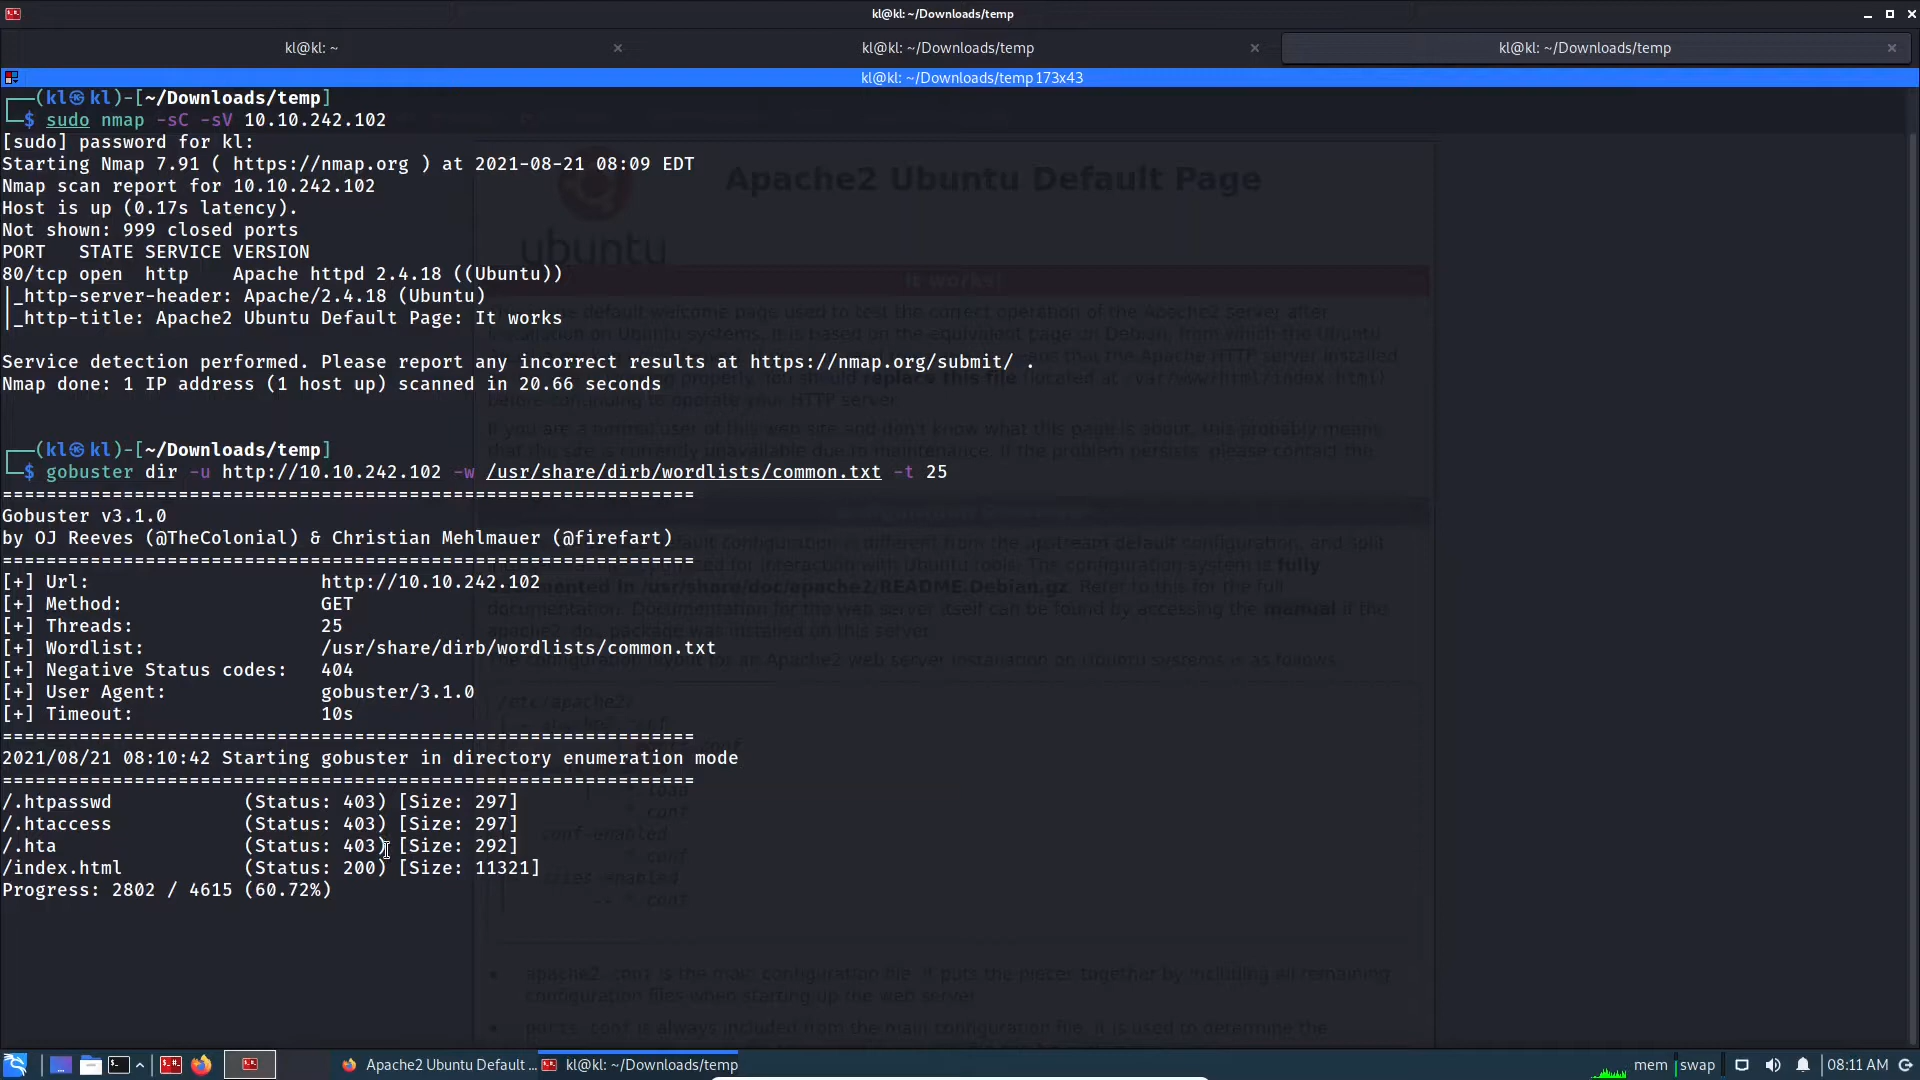 kl@kl: ~/Downloads/temp
kl@kl: ~
kl@kl: ~/Downloads/temp
kl@kl: ~/Downloads/temp
kl@kl: ~/Downloads/temp 173x43
┌──(kl㉿kl)-[~/Downloads/temp]
└─$ sudo nmap -sC -sV 10.10.242.102
[sudo] password for kl:
Starting Nmap 7.91 ( https://nmap.org ) at 2021-08-21 08:09 EDT
Nmap scan report for 10.10.242.102
Host is up (0.17s latency).
Not shown: 999 closed ports
PORT   STATE SERVICE VERSION
80/tcp open  http    Apache httpd 2.4.18 ((Ubuntu))
|_http-server-header: Apache/2.4.18 (Ubuntu)
|_http-title: Apache2 Ubuntu Default Page: It works
Service detection performed. Please report any incorrect results at https://nmap.org/submit/ .
Nmap done: 1 IP address (1 host up) scanned in 20.66 seconds
┌──(kl㉿kl)-[~/Downloads/temp]
└─$ gobuster dir -u http://10.10.242.102 -w /usr/share/dirb/wordlists/common.txt -t 25
===============================================================
Gobuster v3.1.0
by OJ Reeves (@TheColonial) & Christian Mehlmauer (@firefart)
===============================================================
[+] Url:                     http://10.10.242.102
[+] Method:                  GET
[+] Threads:                 25
[+] Wordlist:                /usr/share/dirb/wordlists/common.txt
[+] Negative Status codes:   404
[+] User Agent:              gobuster/3.1.0
[+] Timeout:                 10s
===============================================================
2021/08/21 08:10:42 Starting gobuster in directory enumeration mode
===============================================================
/.htpasswd            (Status: 403) [Size: 297]
/.htaccess            (Status: 403) [Size: 297]
/.hta                 (Status: 403) [Size: 292]
/index.html           (Status: 200) [Size: 11321]
Progress: 2802 / 4615 (60.72%)
Apache2 Ubuntu Default Page
ubuntu
It works!
Apache2 Ubuntu Default ...
kl@kl: ~/Downloads/temp
mem
swap
08:11 AM